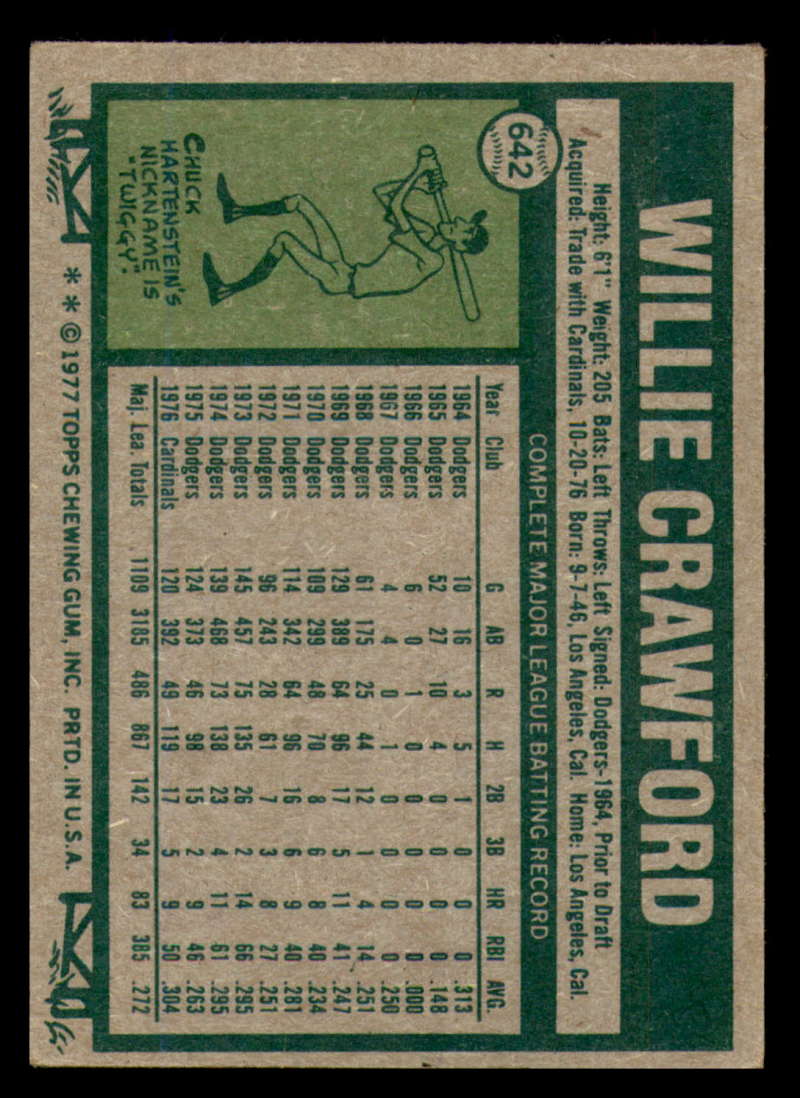 WILLIE CRAWFORD
642
Height: 6'1" Weight: 205 Bats: Left Throws: Left Signed: Dodgers-1964, Prior to Draft
Acquired: Trade with Cardinals, 10-20-76 Born: 9-7-46, Los Angeles, Cal. Home: Los Angeles, Cal.
CHUCK
HARTENSTEIN'S
NICKNAME IS
"TWIGGY".
COMPLETE MAJOR LEAGUE BATTING RECORD
Year Club G AB R H 2B 3B HR RBI AVG.
1964 Dodgers 10 16 3 5 1 0 0 0 .313
1965 Dodgers 52 27 10 4 0 0 0 0 .148
1966 Dodgers 6 0 1 0 0 0 0 0 .000
1967 Dodgers 4 4 0 1 0 0 0 0 .250
1968 Dodgers 61 175 25 44 12 1 4 14 .251
1969 Dodgers 129 389 64 96 17 5 11 41 .247
1970 Dodgers 109 299 48 70 8 6 8 40 .234
1971 Dodgers 114 342 64 96 16 6 9 40 .281
1972 Dodgers 96 243 28 61 7 3 8 27 .251
1973 Dodgers 145 457 75 135 26 2 14 66 .295
1974 Dodgers 139 468 73 138 23 4 11 61 .295
1975 Dodgers 124 373 46 98 15 2 9 46 .263
1976 Cardinals 120 392 49 119 17 5 9 50 .304
Maj. Lea. Totals 1109 3185 486 867 142 34 83 385 .272
* * © 1977 TOPPS CHEWING GUM, INC. PRTD. IN U.S.A.